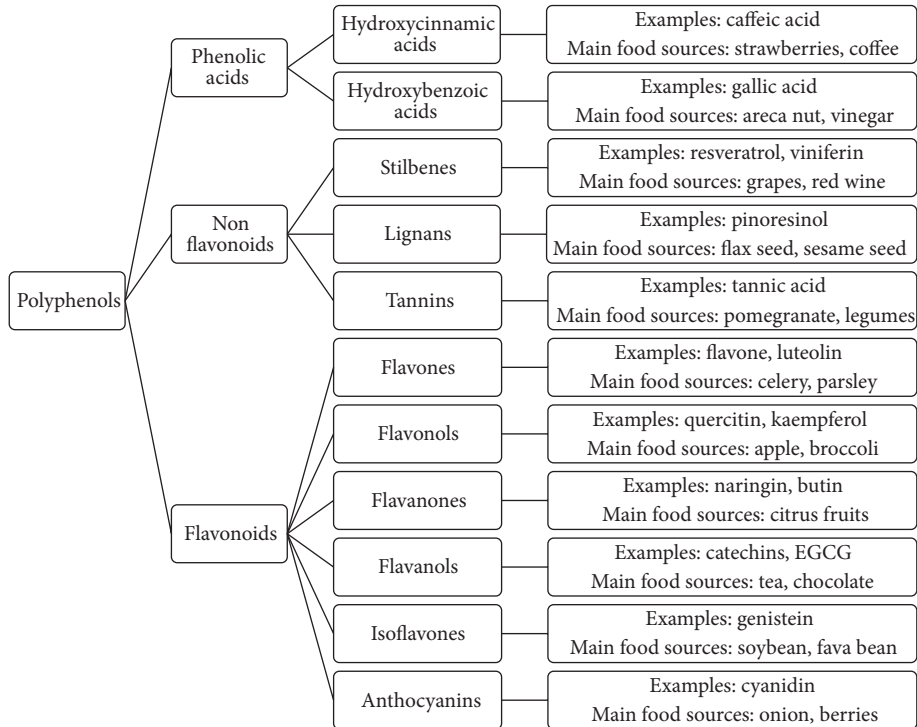 Polyphenols
Phenolic
acids
Hydroxycinnamic
acids
Examples: caffeic acid
Main food sources: strawberries, coffee
Hydroxybenzoic
acids
Examples: gallic acid
Main food sources: areca nut, vinegar
Non
flavonoids
Stilbenes
Examples: resveratrol, viniferin
Main food sources: grapes, red wine
Lignans
Examples: pinoresinol
Main food sources: flax seed, sesame seed
Tannins
Examples: tannic acid
Main food sources: pomegranate, legumes
Flavonoids
Flavones
Examples: flavone, luteolin
Main food sources: celery, parsley
Flavonols
Examples: quercitin, kaempferol
Main food sources: apple, broccoli
Flavanones
Examples: naringin, butin
Main food sources: citrus fruits
Flavanols
Examples: catechins, EGCG
Main food sources: tea, chocolate
Isoflavones
Examples: genistein
Main food sources: soybean, fava bean
Anthocyanins
Examples: cyanidin
Main food sources: onion, berries